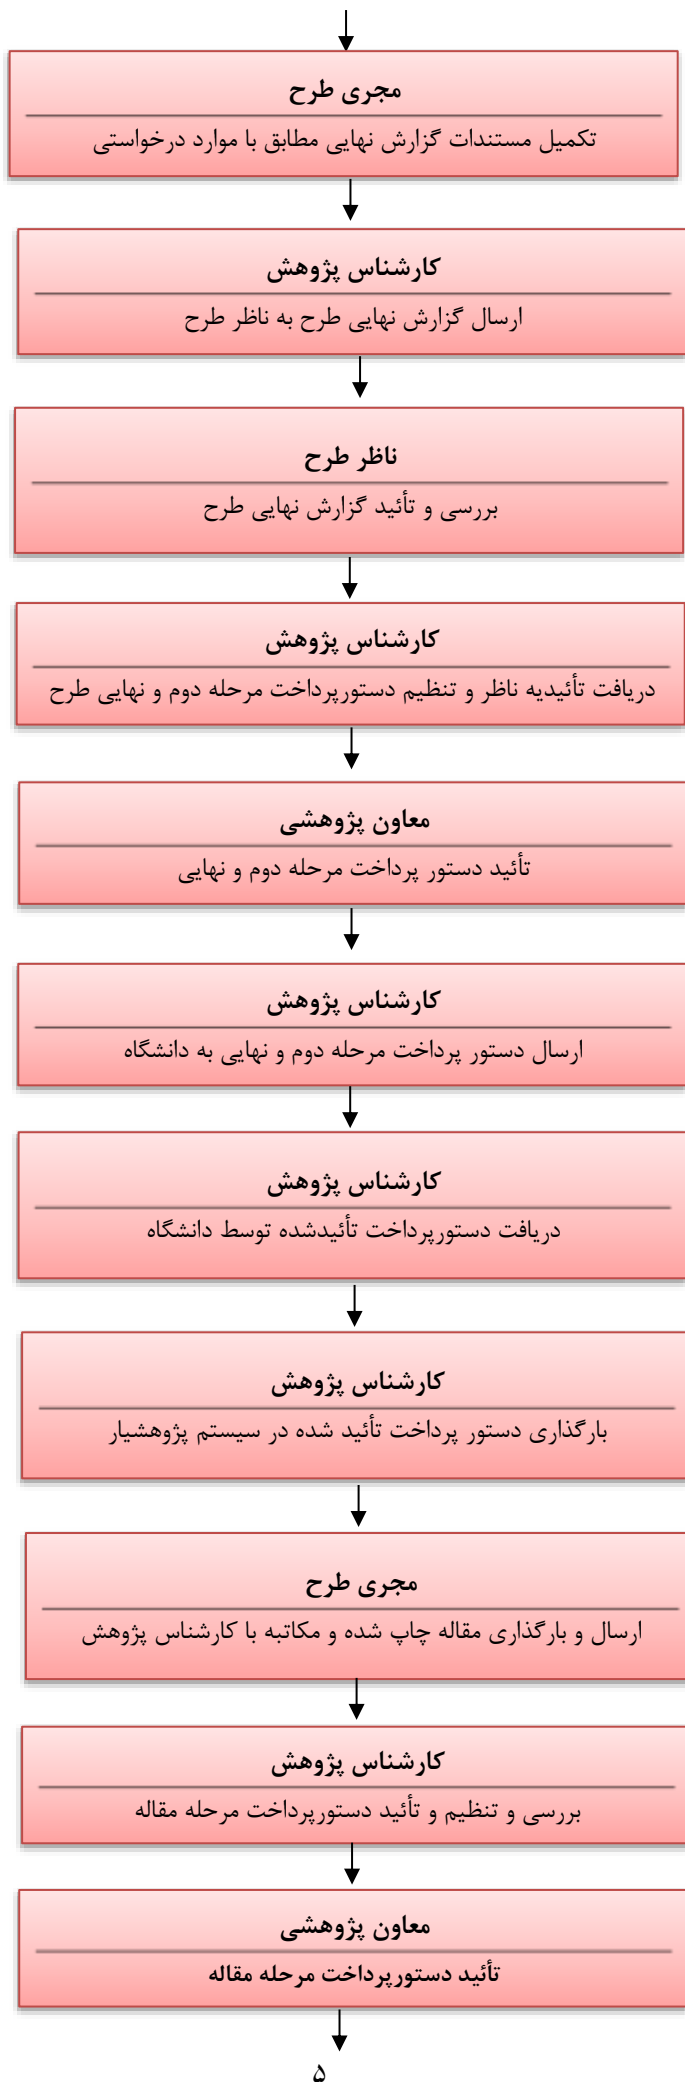 مجری طرح
تکمیل مستندات گزارش نهایی مطابق با موارد درخواستی
کارشناس پژوهش
ارسال گزارش نهایی طرح به ناظر طرح
ناظر طرح
بررسی و تأئید گزارش نهایی طرح
کارشناس پژوهش
دریافت تأئیدیه ناظر و تنظیم دستورپرداخت مرحله دوم و نهایی طرح
معاون پژوهشی
تأئید دستور پرداخت مرحله دوم و نهایی
کارشناس پژوهش
ارسال دستور پرداخت مرحله دوم و نهایی به دانشگاه
کارشناس پژوهش
دریافت دستورپرداخت تأئیدشده توسط دانشگاه
کارشناس پژوهش
بارگذاری دستور پرداخت تأئید شده در سیستم پژوهشیار
مجری طرح
ارسال و بارگذاری مقاله چاپ شده و مکاتبه با کارشناس پژوهش
کارشناس پژوهش
بررسی و تنظیم و تأئید دستورپرداخت مرحله مقاله
معاون پژوهشی
تأئید دستورپرداخت مرحله مقاله
۵